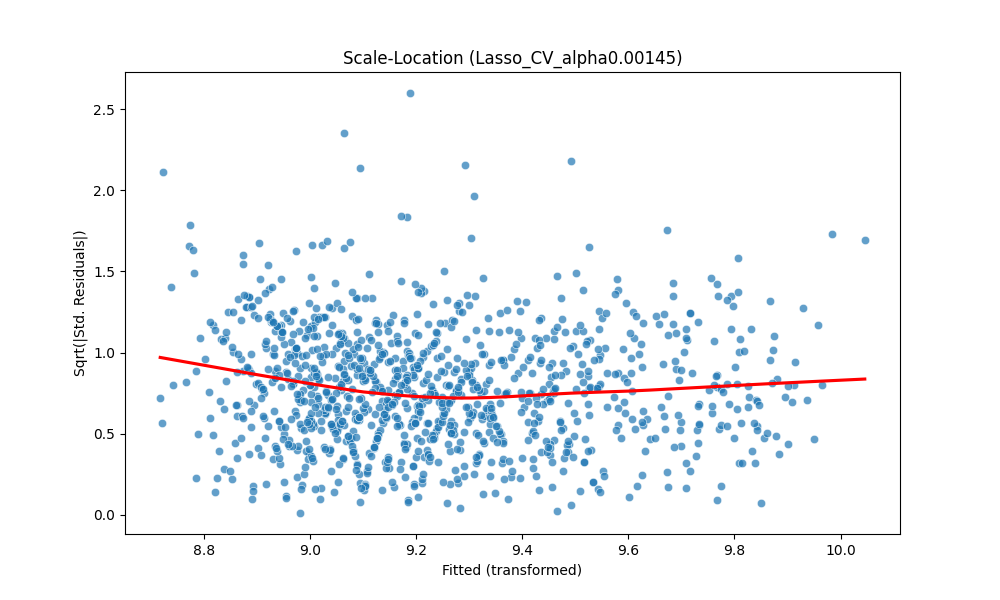 Scale-Location (Lasso_CV_alpha0.00145)
Sqrt(|Std. Residuals|)
2.5
2.0
1.5
1.0
0.5
0.0
8.8 9.0 9.2 9.4 9.6 9.8 10.0
Fitted (transformed)